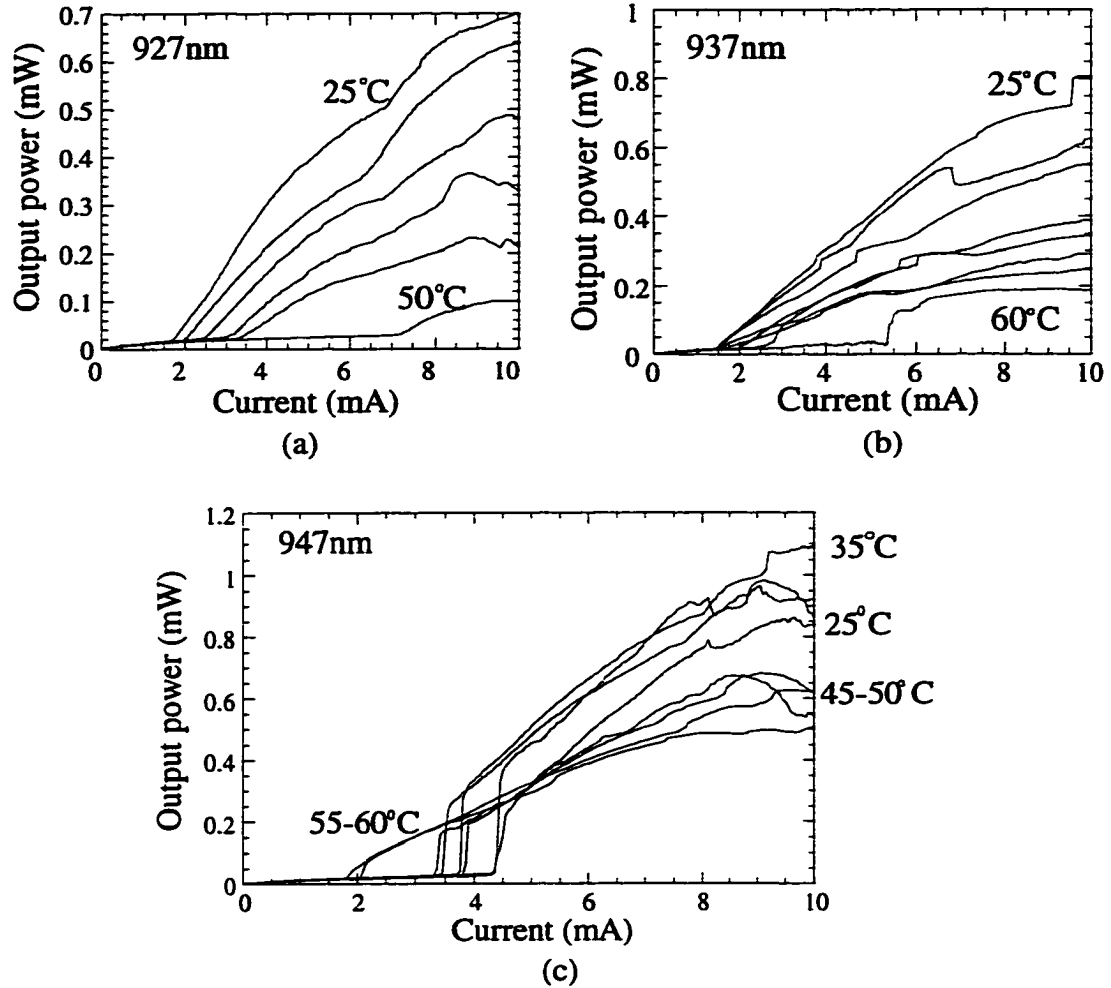 0.7
0.6
0.5
0.4
0.3
0.2
0.1
0
Output power (mW)
927nm
25°C
50°C
0 2 4 6 8 10
Current (mA)
(a)
1
0.8
0.6
0.4
0.2
0
Output power (mW)
937nm
25°C
60°C
0 2 4 6 8 10
Current (mA)
(b)
1.2
1
0.8
0.6
0.4
0.2
0
Output power (mW)
947nm
35°C
25°C
45-50°C
55-60°C
0 2 4 6 8 10
Current (mA)
(c)